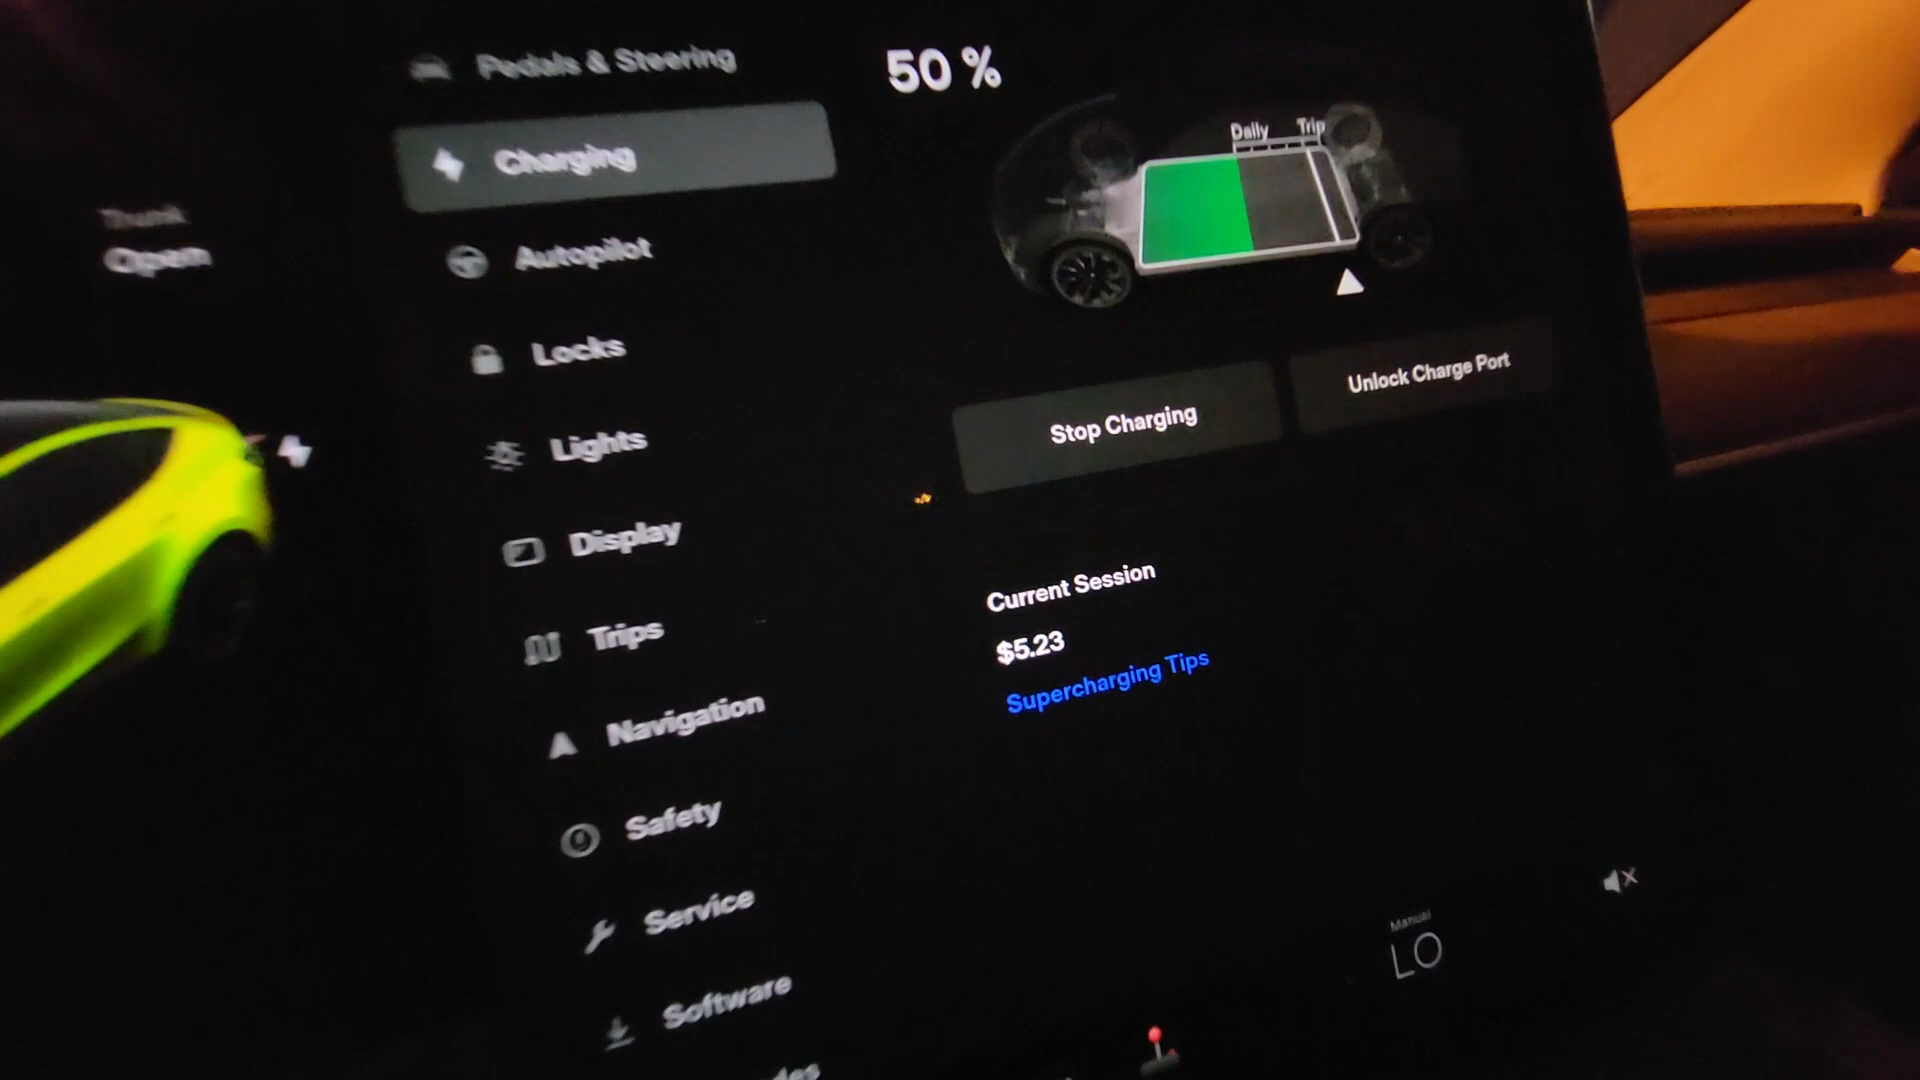 Trunk
Open
Pedals & Steering
Charging
Autopilot
Locks
Lights
Display
Trips
Navigation
Safety
Service
Software
50 %
Daily Trip
Stop Charging
Unlock Charge Port
Current Session
$5.23
Supercharging Tips
Manual
LO